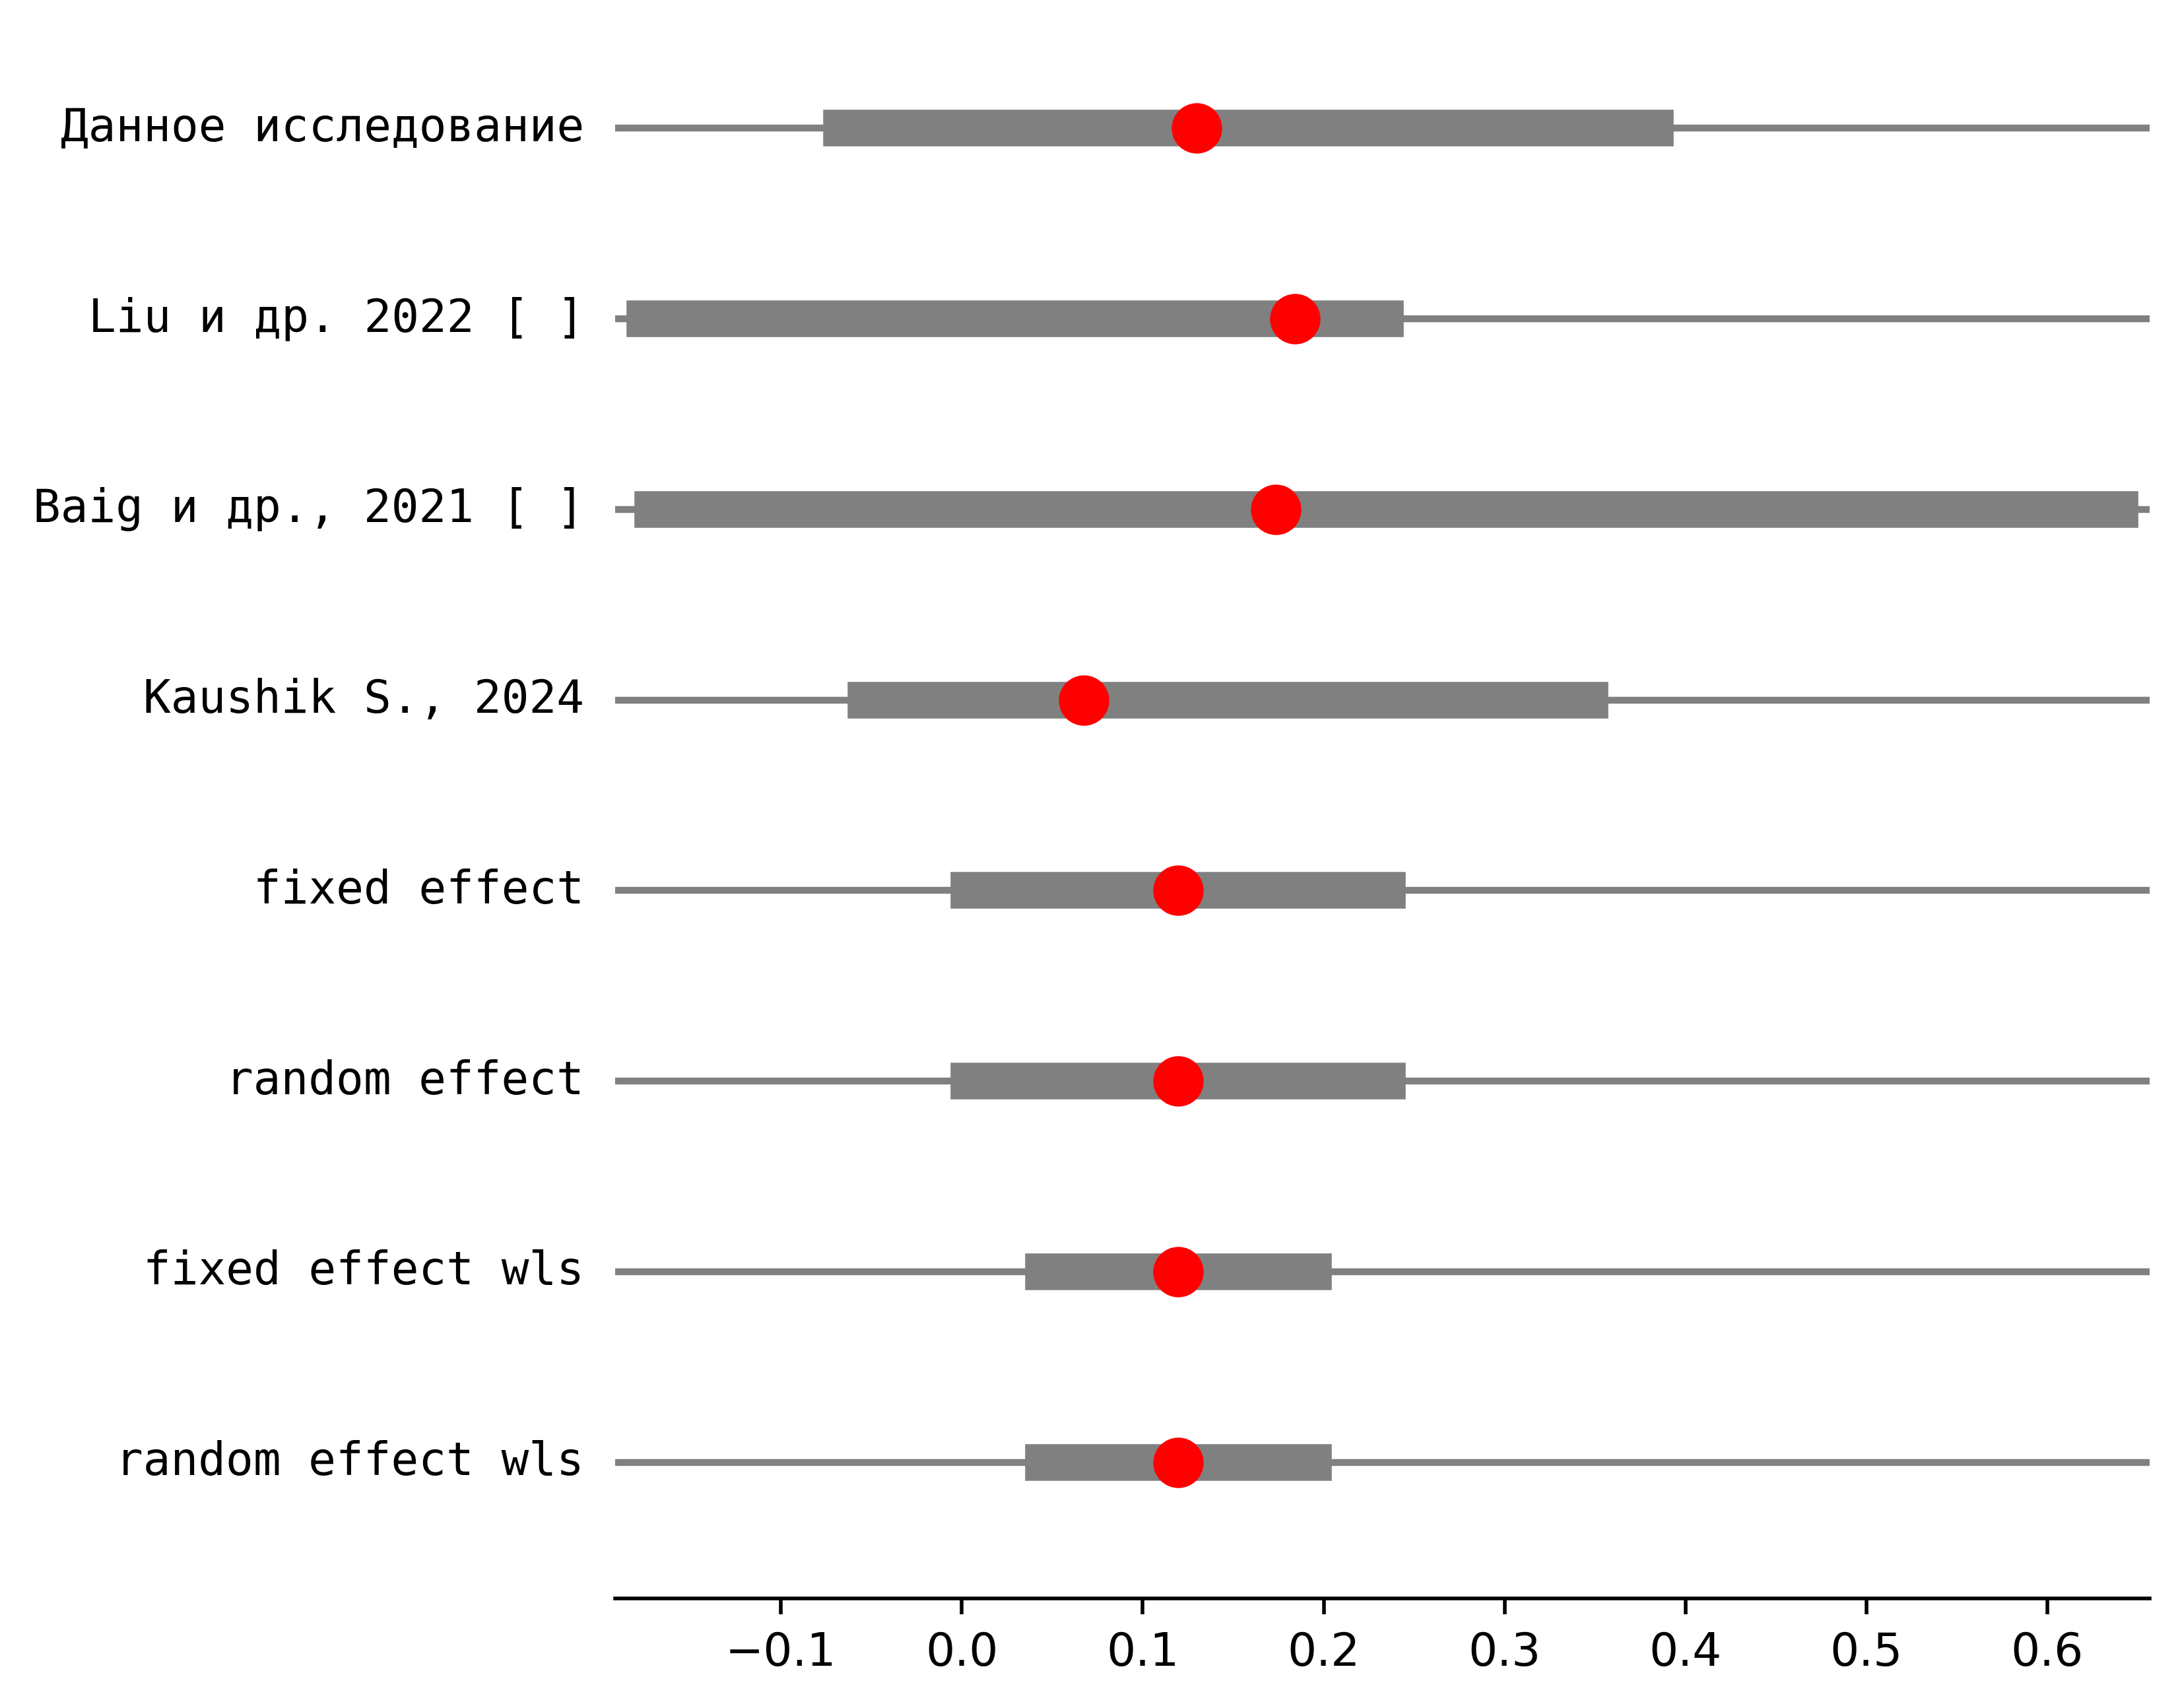 Данное исследование
Liu и др. 2022 [ ]
Baig и др., 2021 [ ]
Kaushik S., 2024
fixed effect
random effect
fixed effect wls
random effect wls
−0.1 0.0 0.1 0.2 0.3 0.4 0.5 0.6